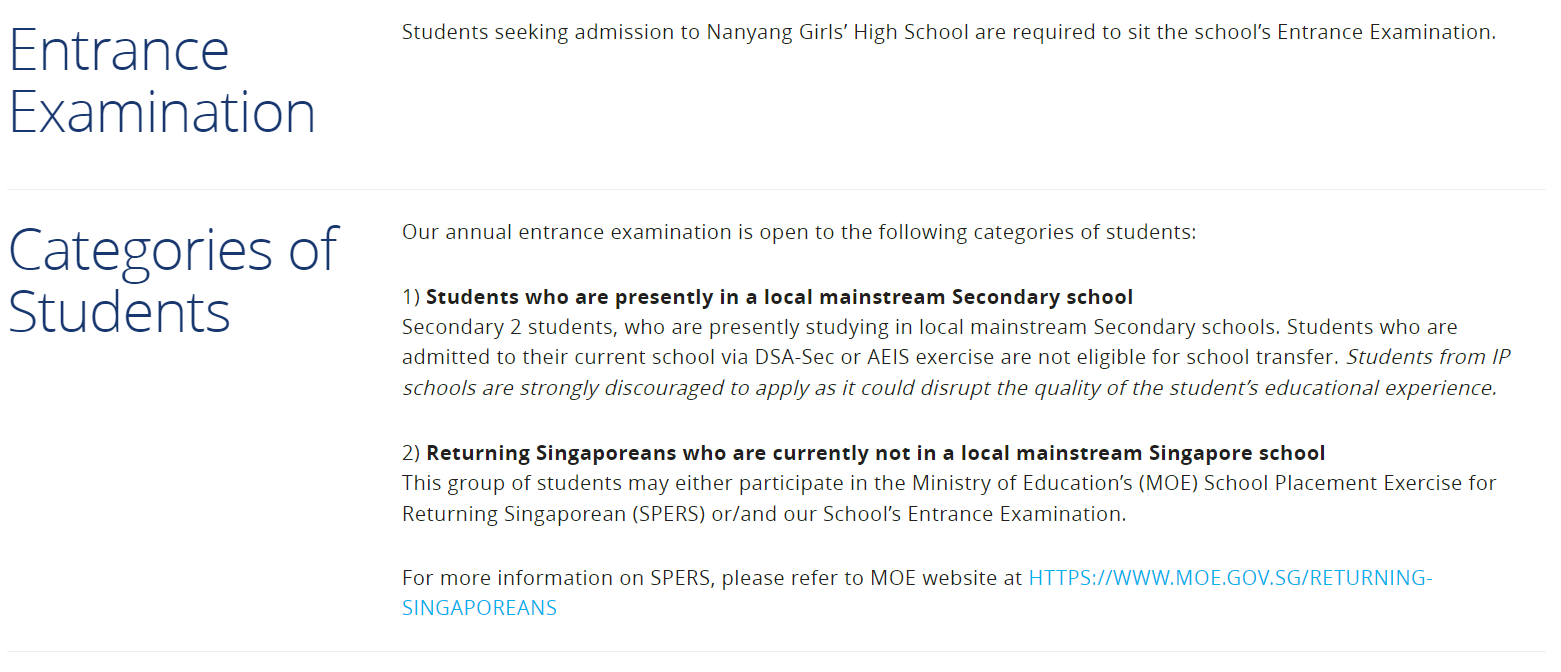 Entrance
Examination
Students seeking admission to Nanyang Girls’ High School are required to sit the school’s Entrance Examination.
Categories of
Students
Our annual entrance examination is open to the following categories of students:
1) Students who are presently in a local mainstream Secondary school
Secondary 2 students, who are presently studying in local mainstream Secondary schools. Students who are
admitted to their current school via DSA-Sec or AEIS exercise are not eligible for school transfer. Students from IP
schools are strongly discouraged to apply as it could disrupt the quality of the student’s educational experience.
2) Returning Singaporeans who are currently not in a local mainstream Singapore school
This group of students may either participate in the Ministry of Education’s (MOE) School Placement Exercise for
Returning Singaporean (SPERS) or/and our School’s Entrance Examination.
For more information on SPERS, please refer to MOE website at HTTPS://WWW.MOE.GOV.SG/RETURNING-
SINGAPOREANS